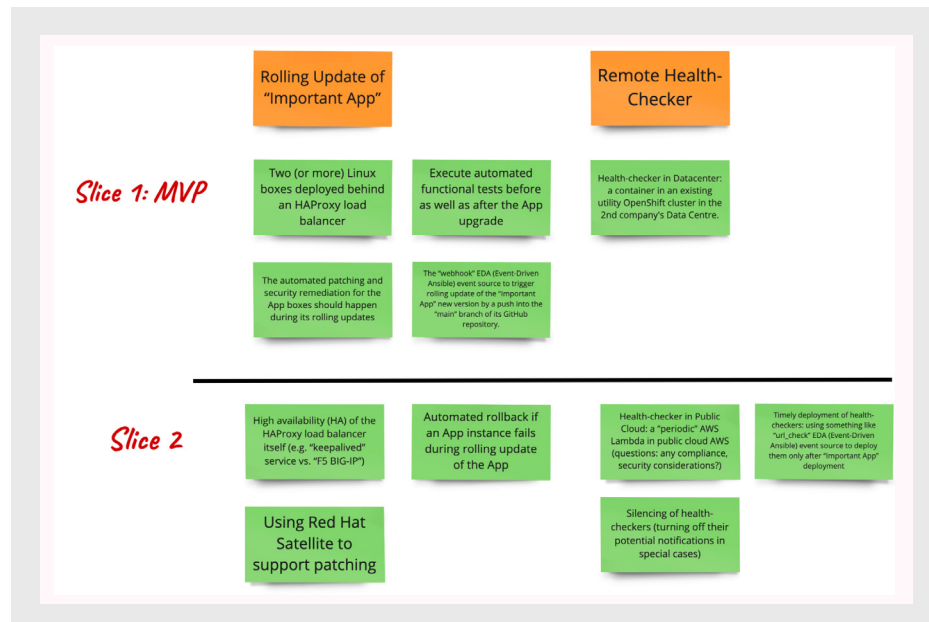 Rolling Update of
“Important App”
Remote Health-
Checker
Slice 1: MVP
Two (or more) Linux
boxes deployed behind
an HAProxy load
balancer
Execute automated
functional tests before
as well as after the App
upgrade
Health-checker in Datacenter:
a container in an existing
utility OpenShift cluster in the
2nd company’s Data Centre.
The automated patching and
security remediation for the
App boxes should happen
during its rolling updates
The “webhook” EDA (Event-Driven
Ansible) event source to trigger
rolling update of the “Important
App” new version by a push into the
“main” branch of its GitHub
repository.
Slice 2
High availability (HA) of the
HAProxy load balancer
itself (e.g. “keepalived”
service vs. “F5 BIG-IP”)
Automated rollback if
an App instance fails
during rolling update
of the App
Health-checker in Public
Cloud: a “periodic” AWS
Lambda in public cloud AWS
(questions: any compliance,
security considerations?)
Timely deployment of health-
checkers: using something like
“url_check” EDA (Event-Driven
Ansible) event source to deploy
them only after “Important App”
deployment
Using Red Hat
Satellite to
support patching
Silencing of health-
checkers (turning off their
potential notifications in
special cases)